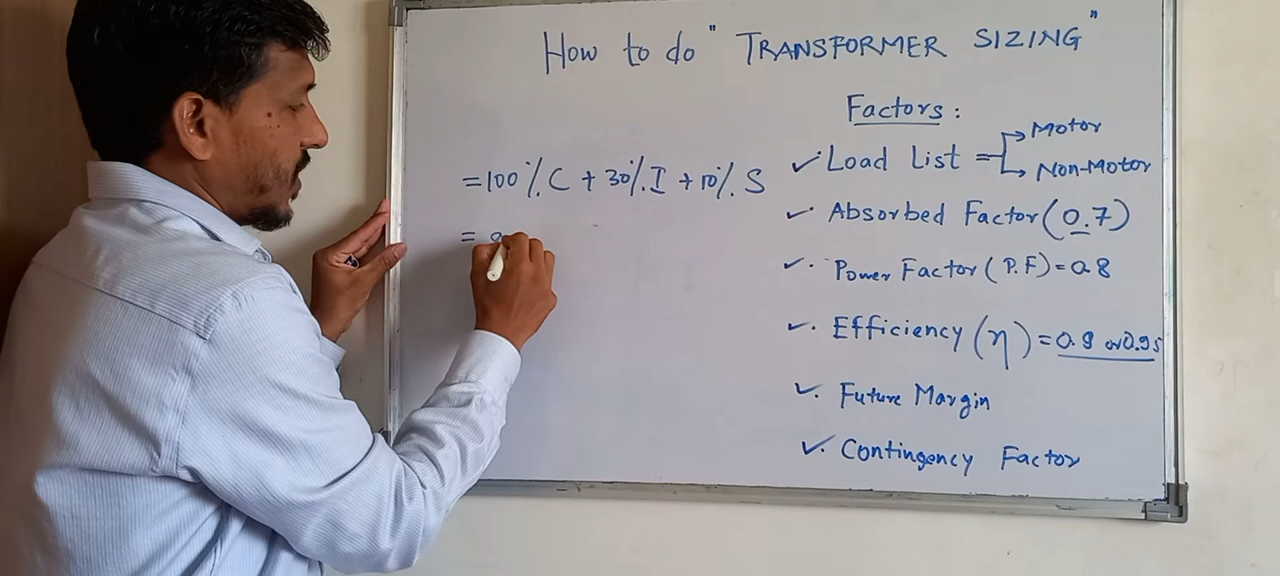 How to do "TRANSFORMER SIZING"
= 100 % C + 30% I + 10% S
=
Factors :
✓ Load List = Motor
Non-Motor
✓ Absorbed Factor (0.7)
✓ Power Factor (P.F) = 0.8
✓ Efficiency (η) = 0.9 or 0.95
✓ Future Margin
✓ Contingency Factor